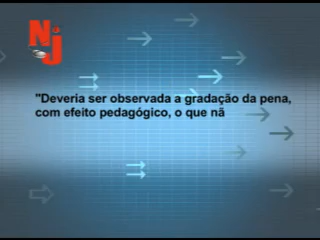 NJ
"Deveria ser observada a gradação da pena,
com efeito pedagógico, o que nã